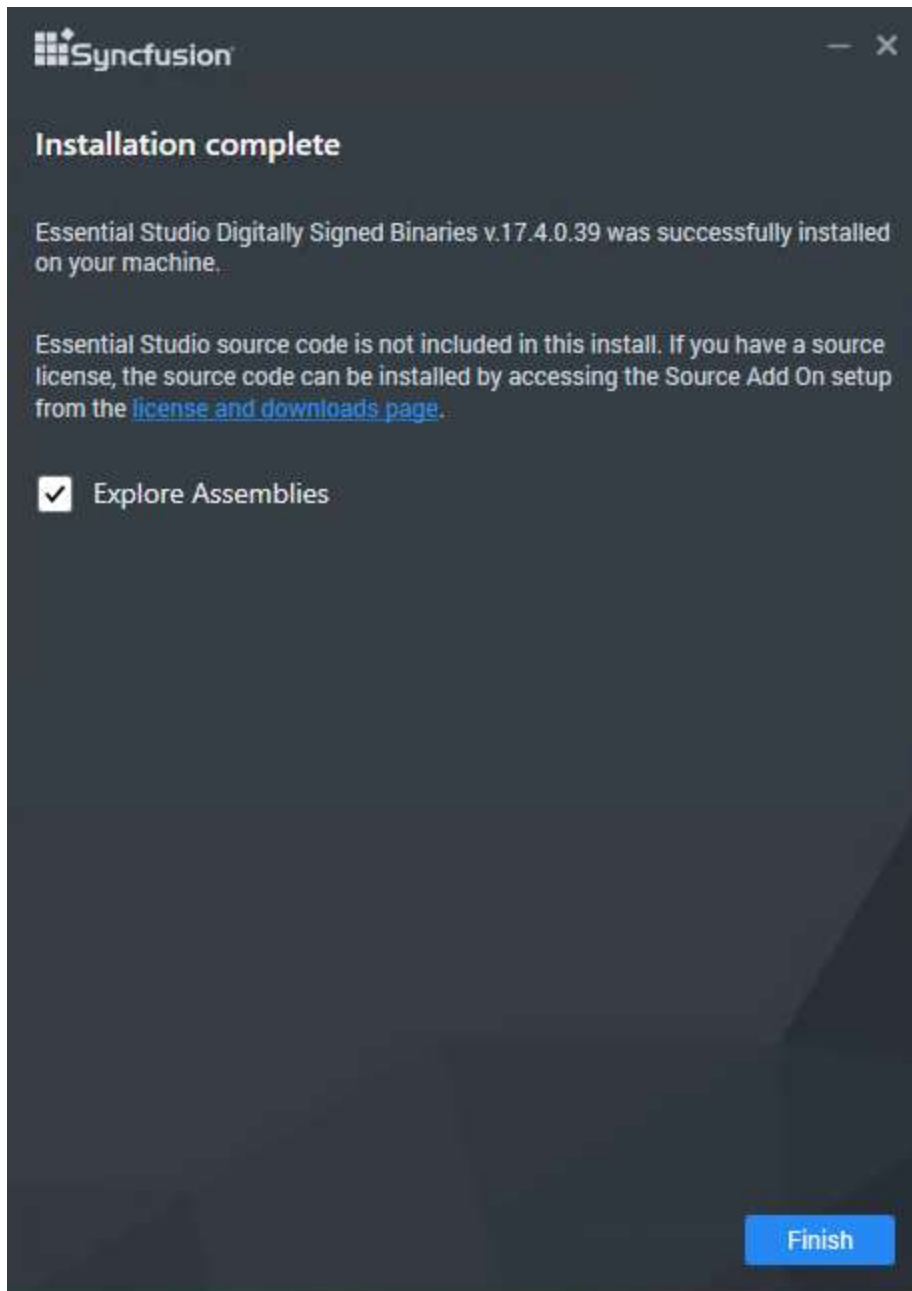 Syncfusion
Installation complete
Essential Studio Digitally Signed Binaries v.17.4.0.39 was successfully installed
on your machine.
Essential Studio source code is not included in this install. If you have a source
license, the source code can be installed by accessing the Source Add On setup
from the license and downloads page.
Explore Assemblies
Finish